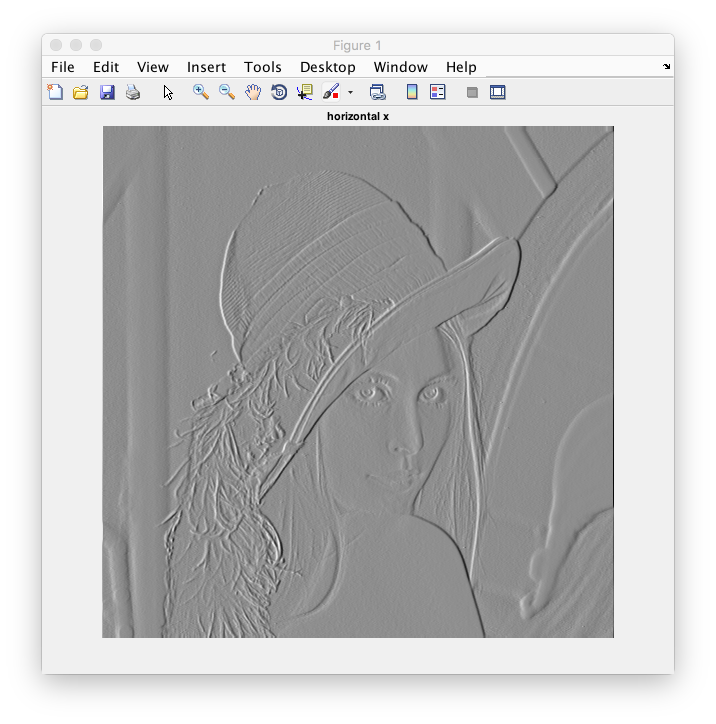 Figure 1
File Edit View Insert Tools Desktop Window Help
horizontal x